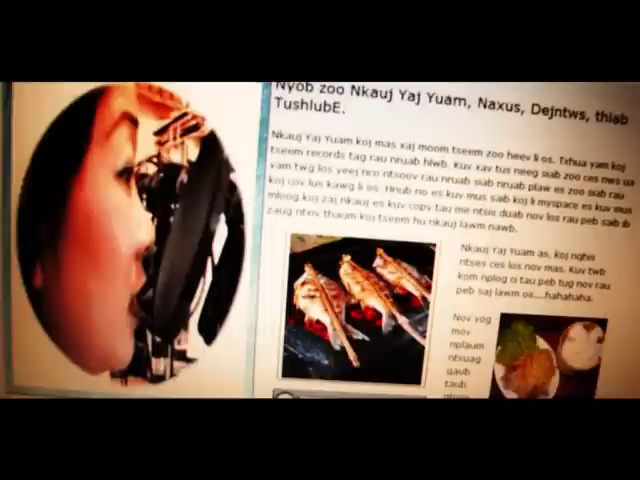 Nyob zoo Nkauj Yaj Yuam, Naxus, Dejntws, thiab
TushlubE.
Nkauj Yaj Yuam koj mas xaj moom tseem zoo heev li os. Txhua yam koj
tseem records tag rau nruab hlwb. Kuv xav tus neeg siab zoo ces mes ua
vam twg los yeej nco ntsoov rau nruab siab nruab plaw es zoo siab rau
koj cov lus kawg li os. Hnub no es kuv mus saib koj li myspace es kuv mus
mloog koj zaj nkauj es kuv copy tag me ntsis duab nov los rau peb saib ib
zaug ntxiv thaum koj tseem hu nkauj lawm nawb.
Nkauj Yaj Yuam as, koj nghis
ntses ces los nov mas. Kuv twb
kom nplog ci tau peb tug nov rau
peb saj lawm os....hahahaha.
Nov yog
mov
nplaum
ntxuag
qaub
taub